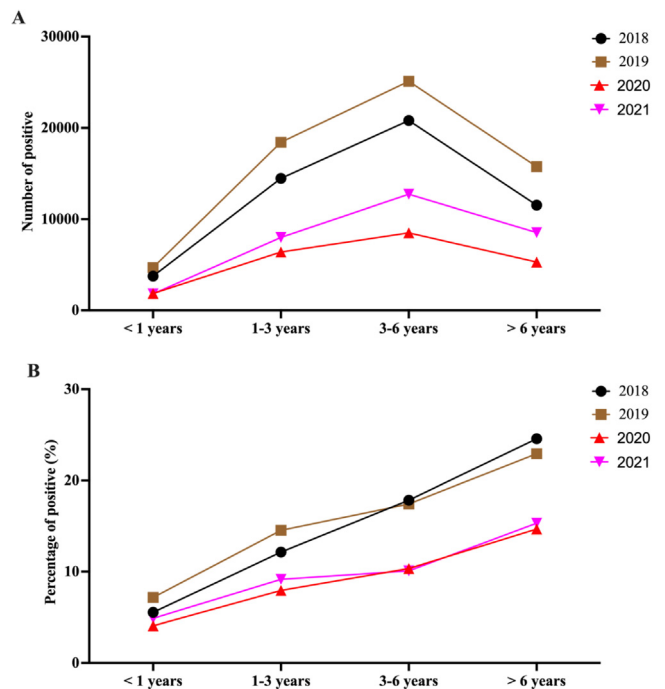 A
Number of positive
30000
20000
10000
0
< 1 years
1-3 years
3-6 years
> 6 years
2018
2019
2020
2021
B
Percentage of positive (%)
30
20
10
0
< 1 years
1-3 years
3-6 years
> 6 years
2018
2019
2020
2021